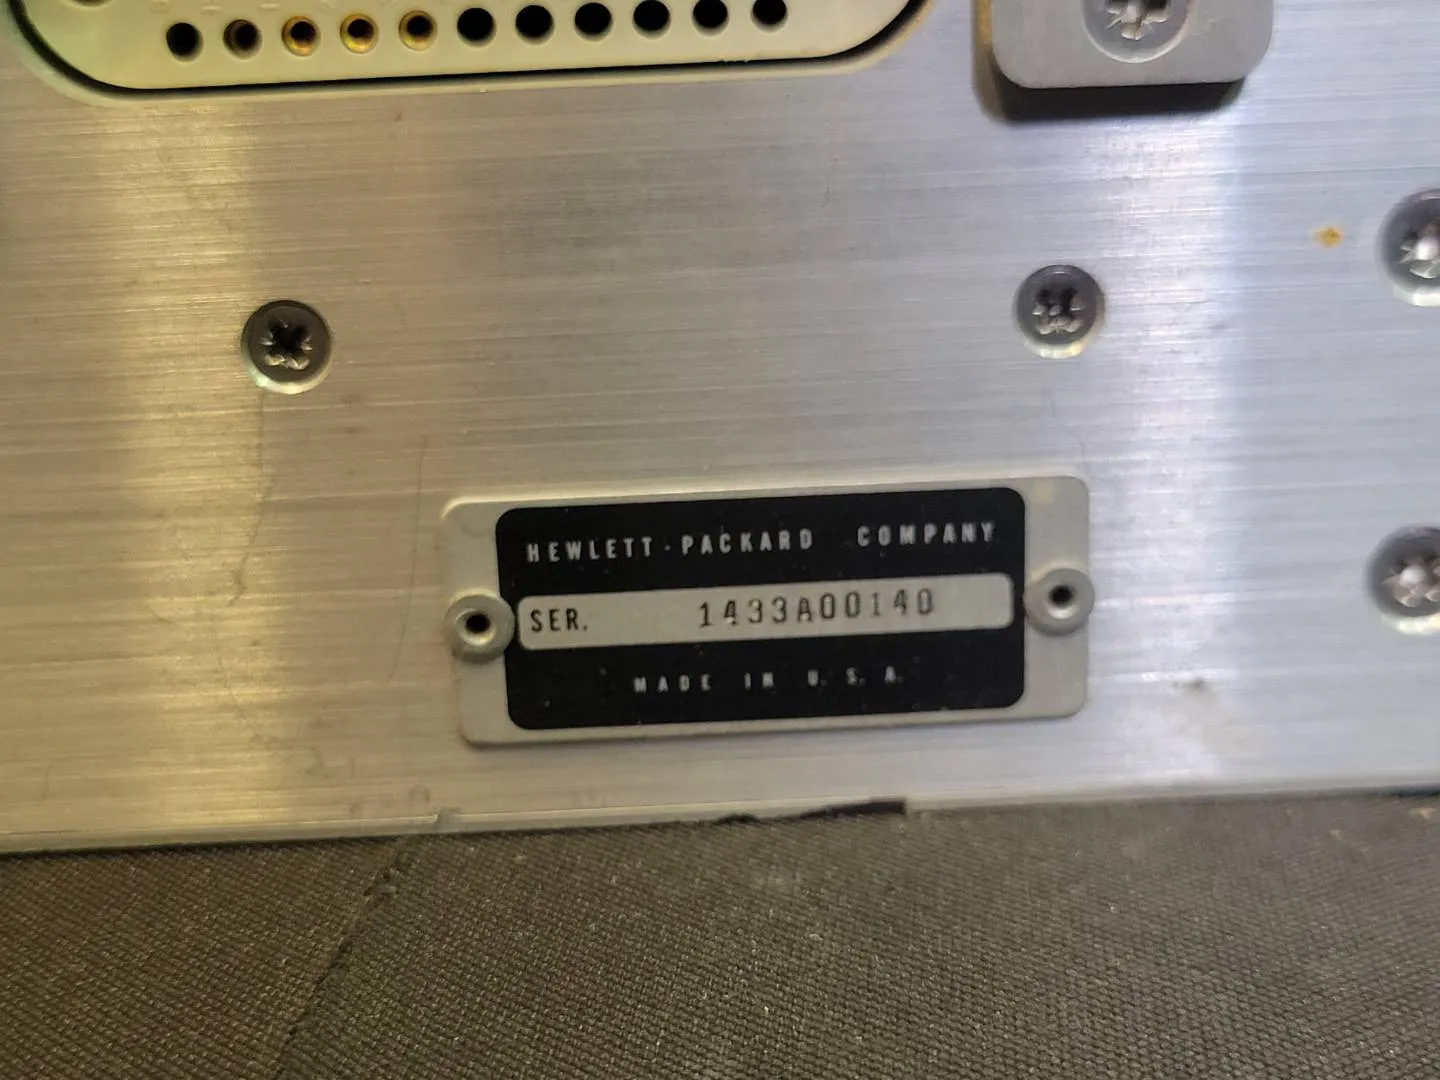 HEWLETT-PACKARD COMPANY
SER. 1433A00140
MADE IN U.S.A.